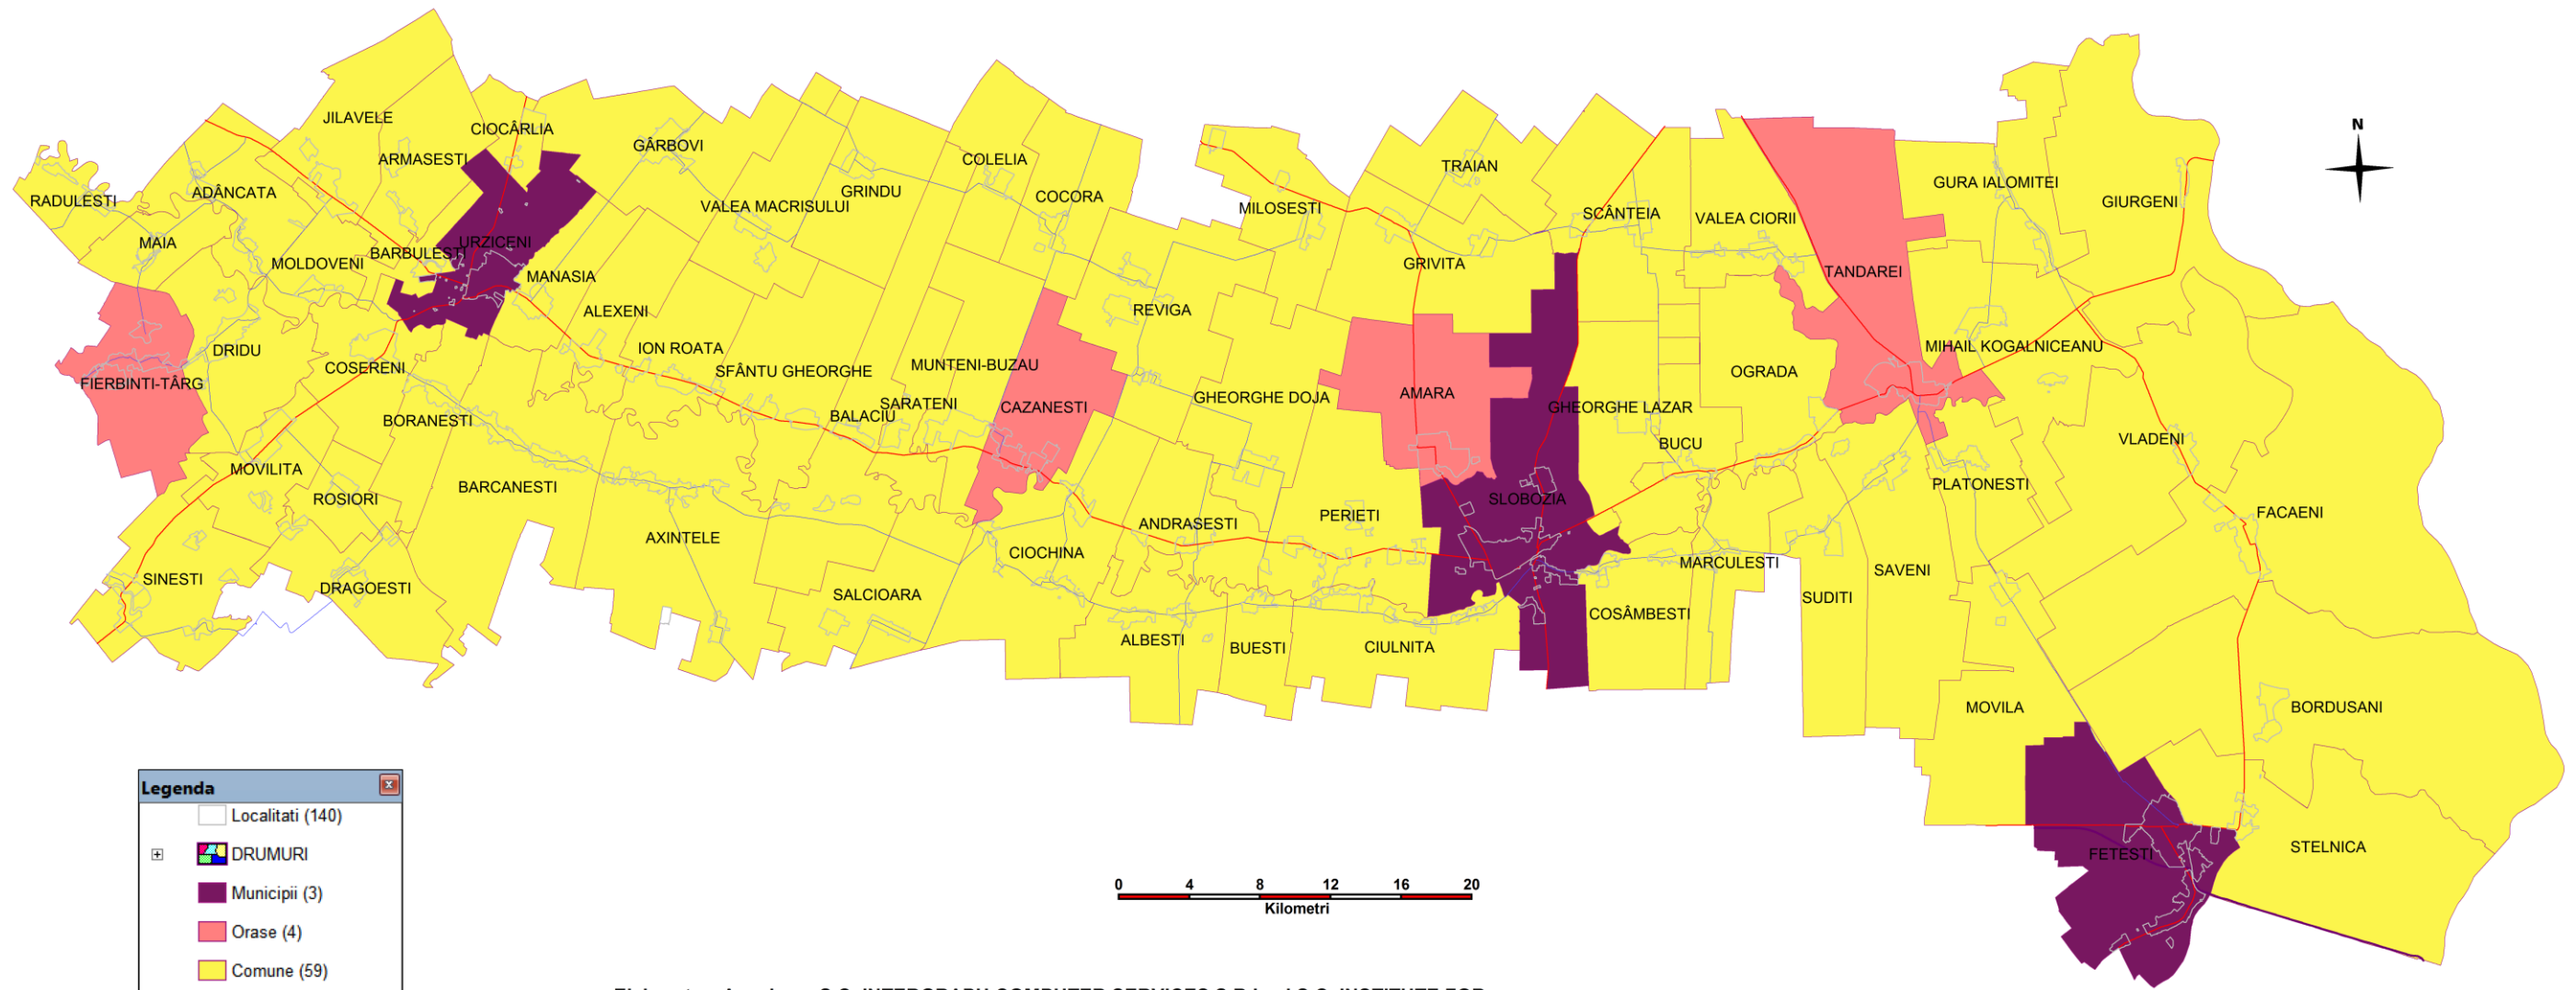 N
JILAVELE
CIOCÂRLIA
ARMASESTI
GÂRBOVI
RADULESTI
ADÂNCATA
MAIA
MOLDOVENI
BARBULESTI
URZICENI
MANASIA
VALEA MACRISULUI
GRINDU
COLELIA
COCORA
MILOSESTI
TRAIAN
SCÂNTEIA
VALEA CIORII
GURA IALOMITEI
GIURGENI
GRIVITA
TANDAREI
ALEXENI
REVIGA
ION ROATA
DRIDU
COSERENI
FIERBINTI-TÂRG
SFÂNTU GHEORGHE
MUNTENI-BUZAU
SARATENI
BALACIU
CAZANESTI
GHEORGHE DOJA
AMARA
GHEORGHE LAZAR
OGRADA
MIHAIL KOGALNICEANU
BORANESTI
BUCU
VLADENI
MOVILITA
ROSIORI
BARCANESTI
SLOBOZIA
PLATONESTI
AXINTELE
ANDRASESTI
PERIETI
FACAENI
CIOCHINA
MARCULESTI
SAVENI
SINESTI
DRAGOESTI
SALCIOARA
SUDITI
COSÂMBESTI
ALBESTI
BUESTI
CIULNITA
MOVILA
BORDUSANI
FETESTI
STELNICA
Legenda
Localitati (140)
DRUMURI
Municipii (3)
Orase (4)
Comune (59)
0 4 8 12 16 20
Kilometri